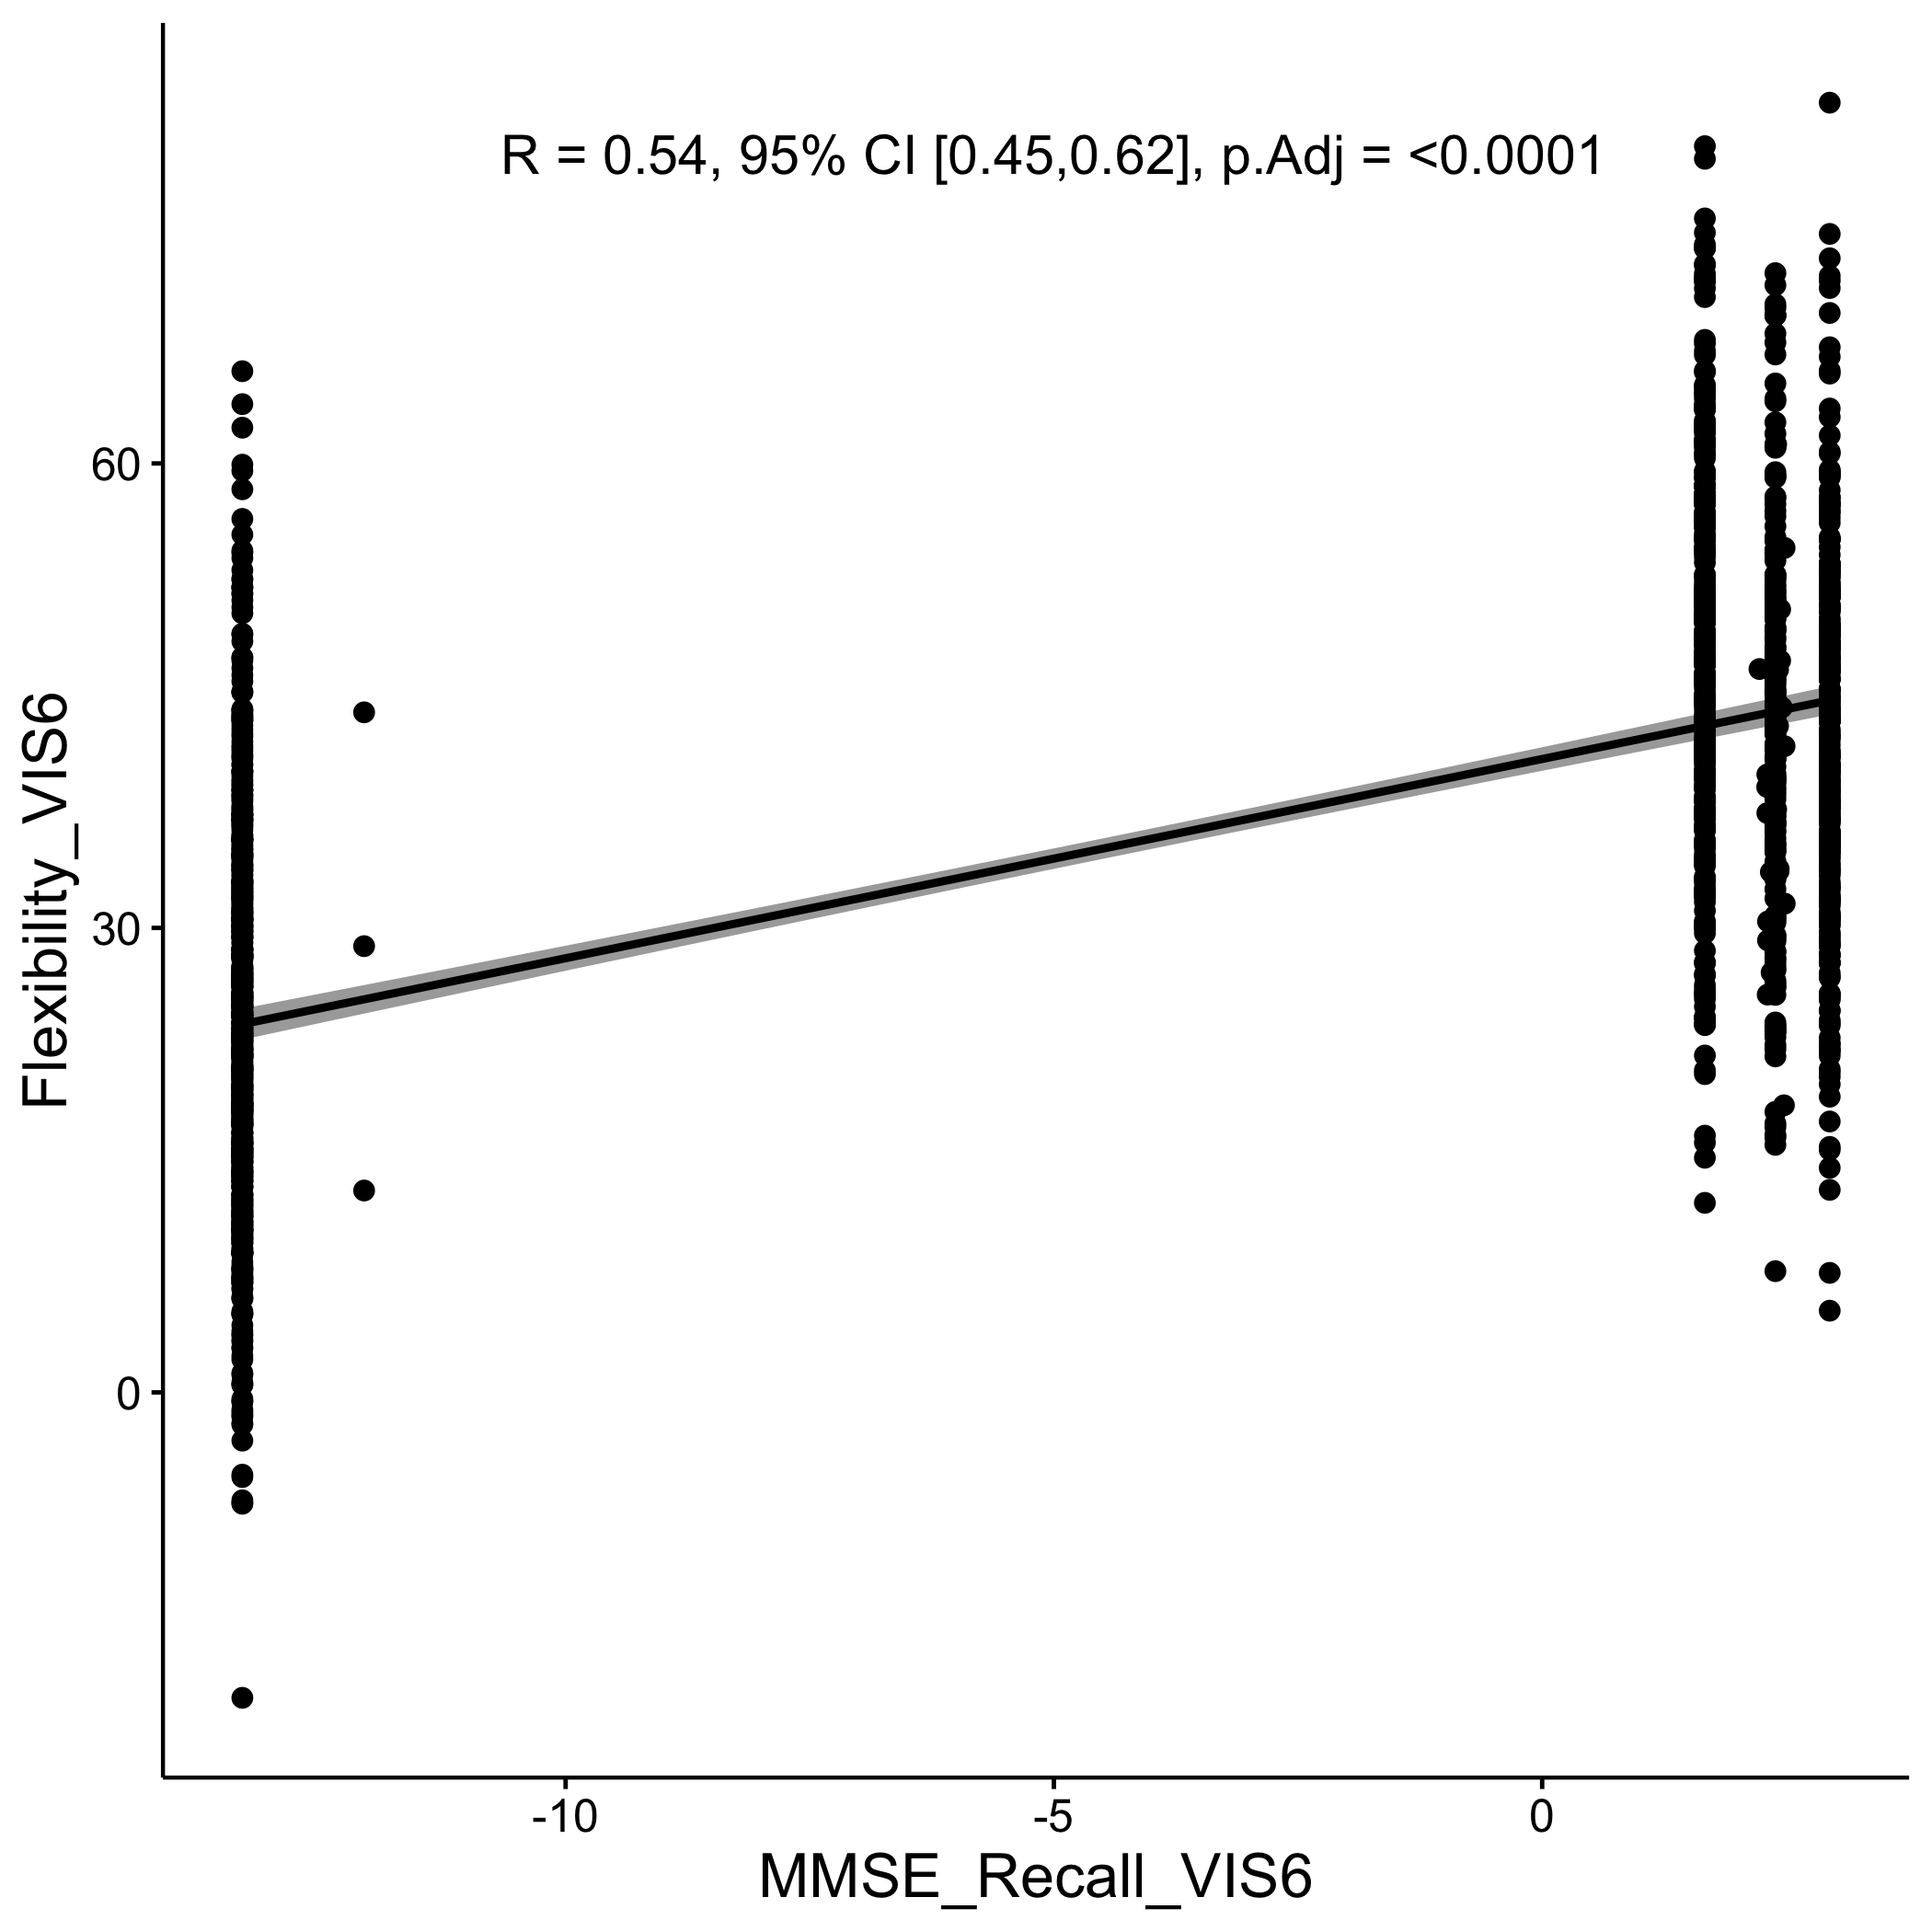 R = 0.54, 95% CI [0.45,0.62], p.Adj = <0.0001
60
30
0
Flexibility_VIS6
-10
-5
0
MMSE_Recall_VIS6